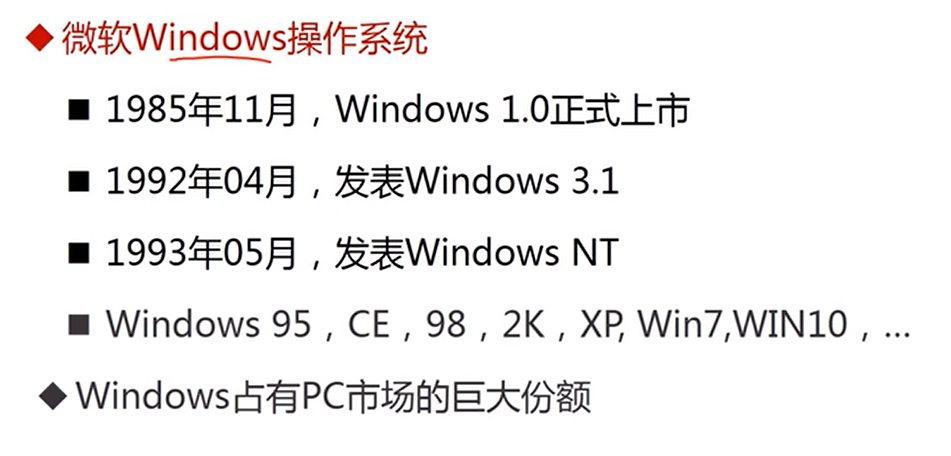 ◆微软Windows操作系统
■ 1985年11月，Windows 1.0正式上市
■ 1992年04月，发表Windows 3.1
■ 1993年05月，发表Windows NT
■ Windows 95，CE，98，2K，XP, Win7,WIN10，...
◆Windows占有PC市场的巨大份额